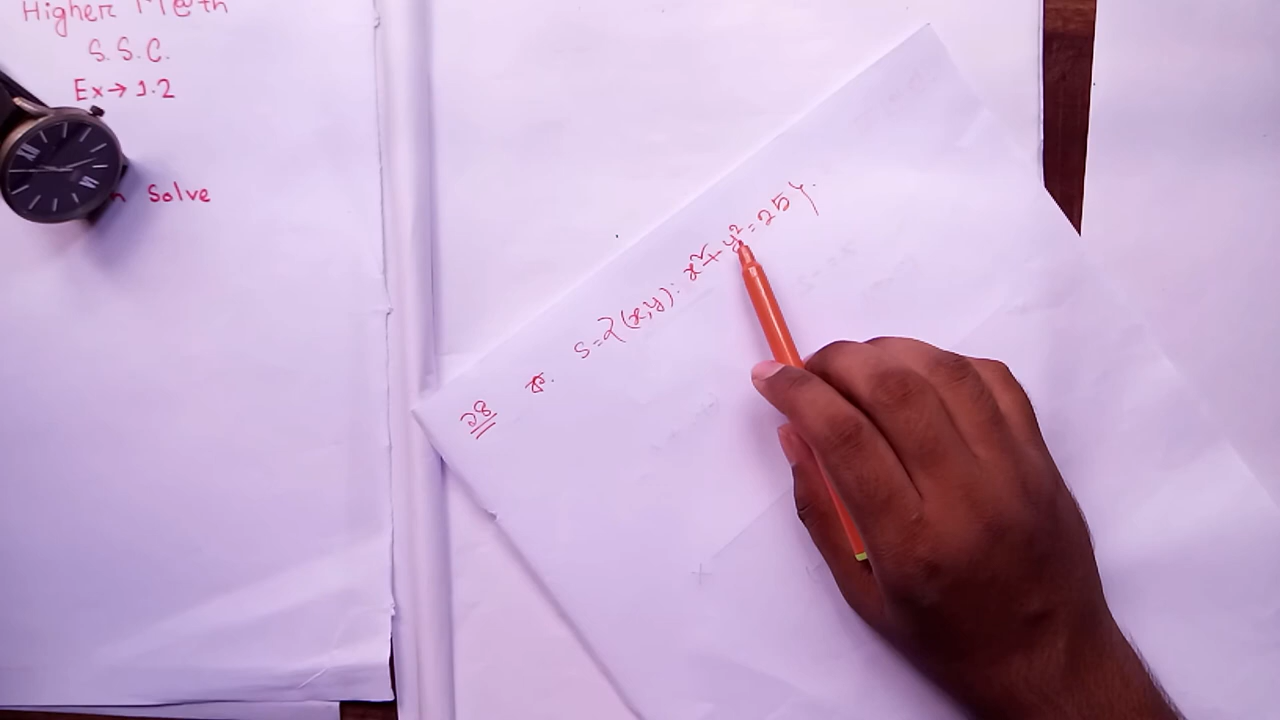 Higher M@th
S.S.C.
Ex→ 1.2
Solve
২৪ ক. S = {(x,y): x²+y²=25}.